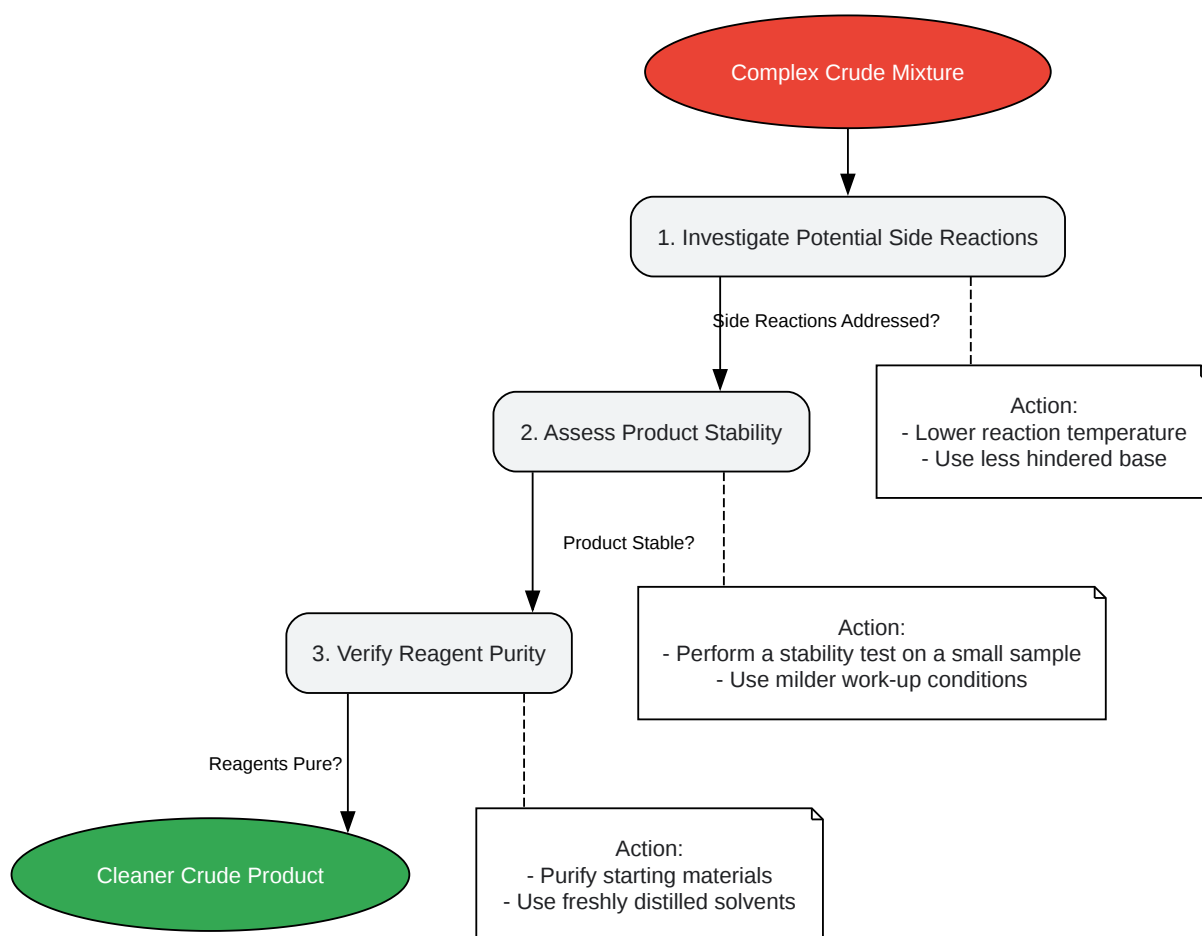 Complex Crude Mixture
1. Investigate Potential Side Reactions
Side Reactions Addressed?
Action:
- Lower reaction temperature
- Use less hindered base
2. Assess Product Stability
Product Stable?
Action:
- Perform a stability test on a small sample
- Use milder work-up conditions
3. Verify Reagent Purity
Reagents Pure?
Action:
- Purify starting materials
- Use freshly distilled solvents
Cleaner Crude Product